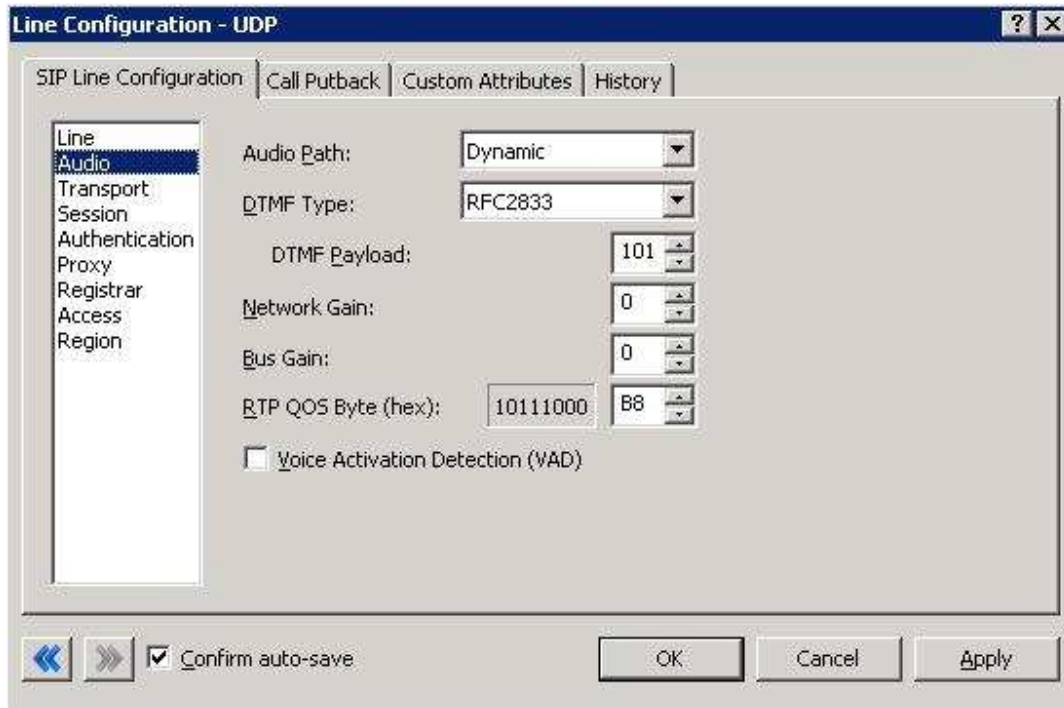 Line Configuration - UDP
SIP Line Configuration
Call Putback
Custom Attributes
History
Line
Audio
Transport
Session
Authentication
Proxy
Registrar
Access
Region
Audio Path: Dynamic
DTMF Type: RFC2833
DTMF Payload: 101
Network Gain: 0
Bus Gain: 0
RTP QOS Byte (hex): 10111000 B8
Voice Activation Detection (VAD)
Confirm auto-save
OK
Cancel
Apply